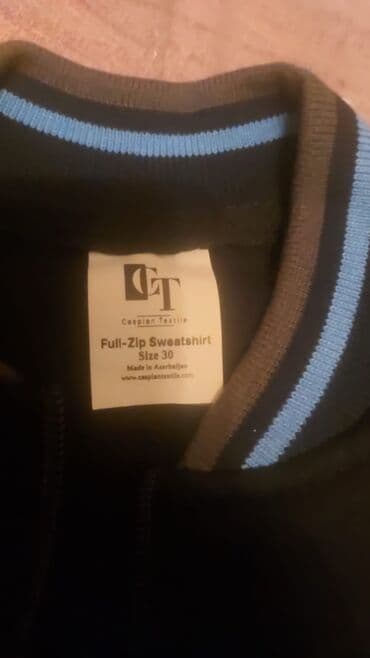 CT
Caspian Textile
Full-Zip Sweatshirt
Size 30
Made in Azerbaijan
www.caspiantextile.com